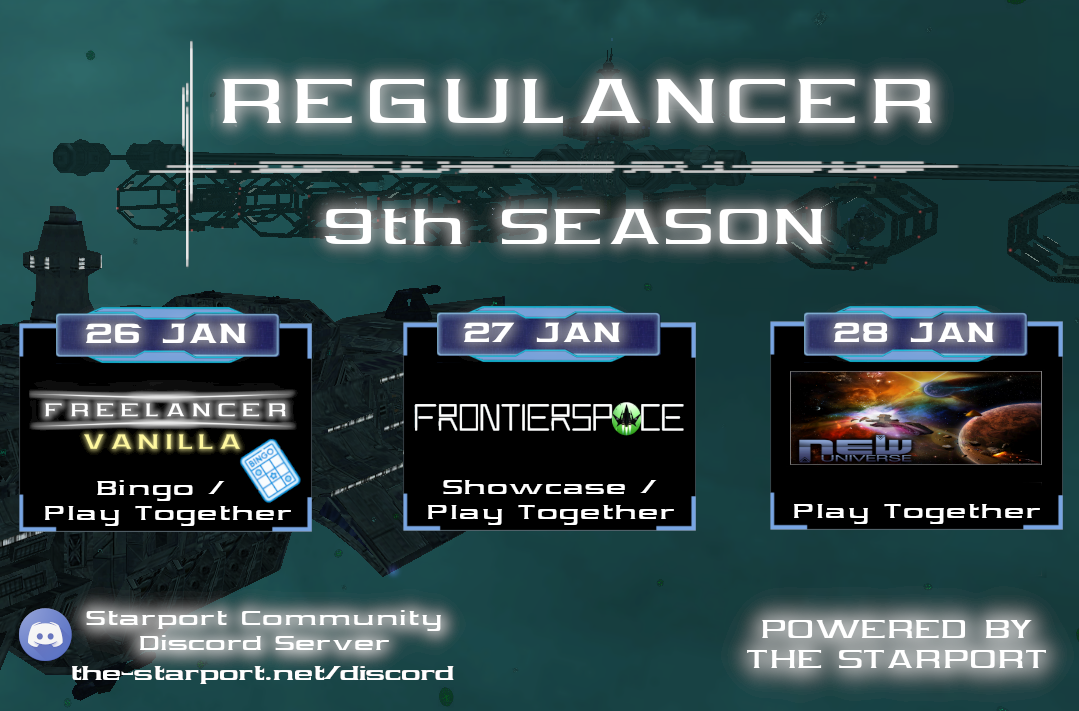 REGULANCER
9th SEASON
26 JAN
FREELANCER
VANILLA
BINGO
Bingo /
Play Together
27 JAN
FRONTIERSPACE
Showcase /
Play Together
28 JAN
NEW
UNIVERSE
Play Together
Starport Community
Discord Server
the-starport.net/discord
POWERED BY
THE STARPORT